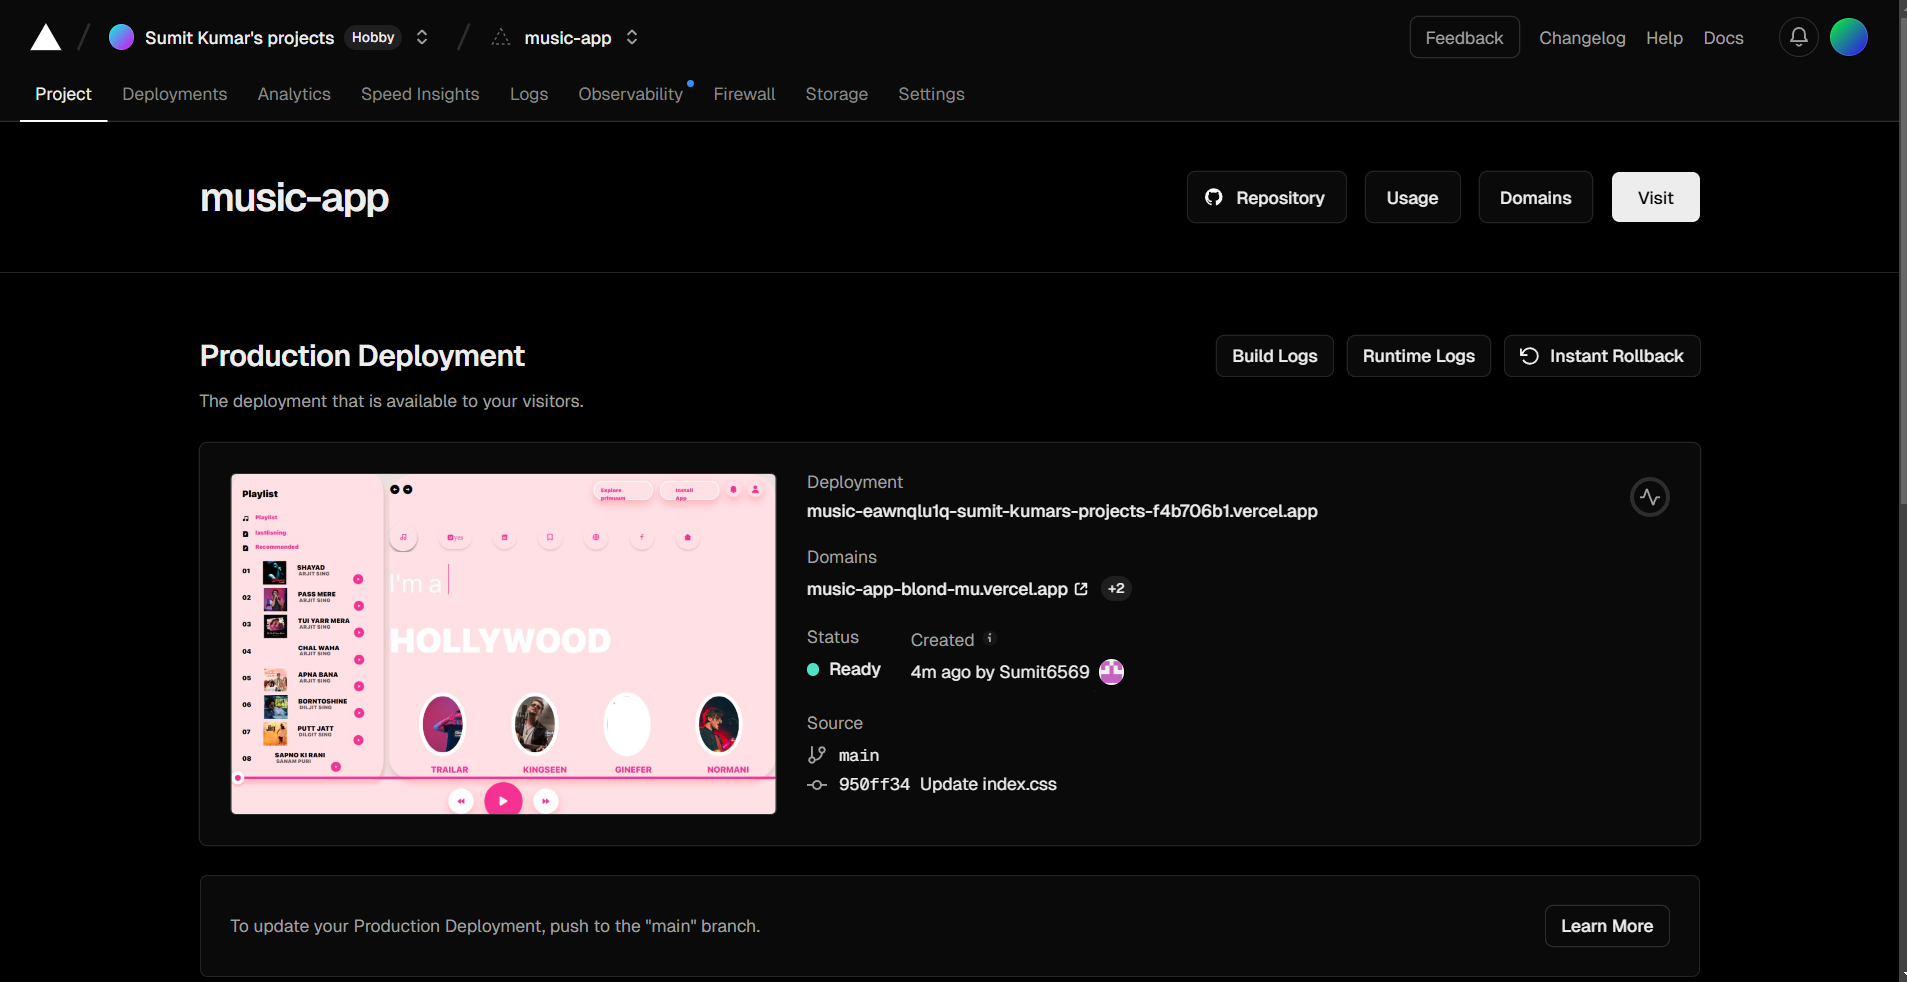 Sumit Kumar's projects Hobby music-app
Feedback Changelog Help Docs
Project Deployments Analytics Speed Insights Logs Observability Firewall Storage Settings
music-app
Repository Usage Domains Visit
Production Deployment
Build Logs Runtime Logs Instant Rollback
The deployment that is available to your visitors.
Playlist
Explore
primuum
Install
App
Playlist
lastlisning
Recommonded
yes
I'm a
HOLLYWOOD
01 SHAYAD
ARJIT SING
02 PASS MERE
ARJIT SING
03 TUI YARR MERA
ARJIT SING
04 CHAL WAHA
ARJIT SING
05 APNA BANA
ARJIT SING
06 BORNTOSHINE
DILJIT SING
07 PUTT JATT
DILGIT SING
08 SAPNO KI RANI
SANAM PURI
TRAILAR KINGSEEN GINEFER NORMANI
Deployment
music-eawnqlu1q-sumit-kumars-projects-f4b706b1.vercel.app
Domains
music-app-blond-mu.vercel.app +2
Status Created
Ready 4m ago by Sumit6569
Source
main
950ff34 Update index.css
To update your Production Deployment, push to the "main" branch.
Learn More